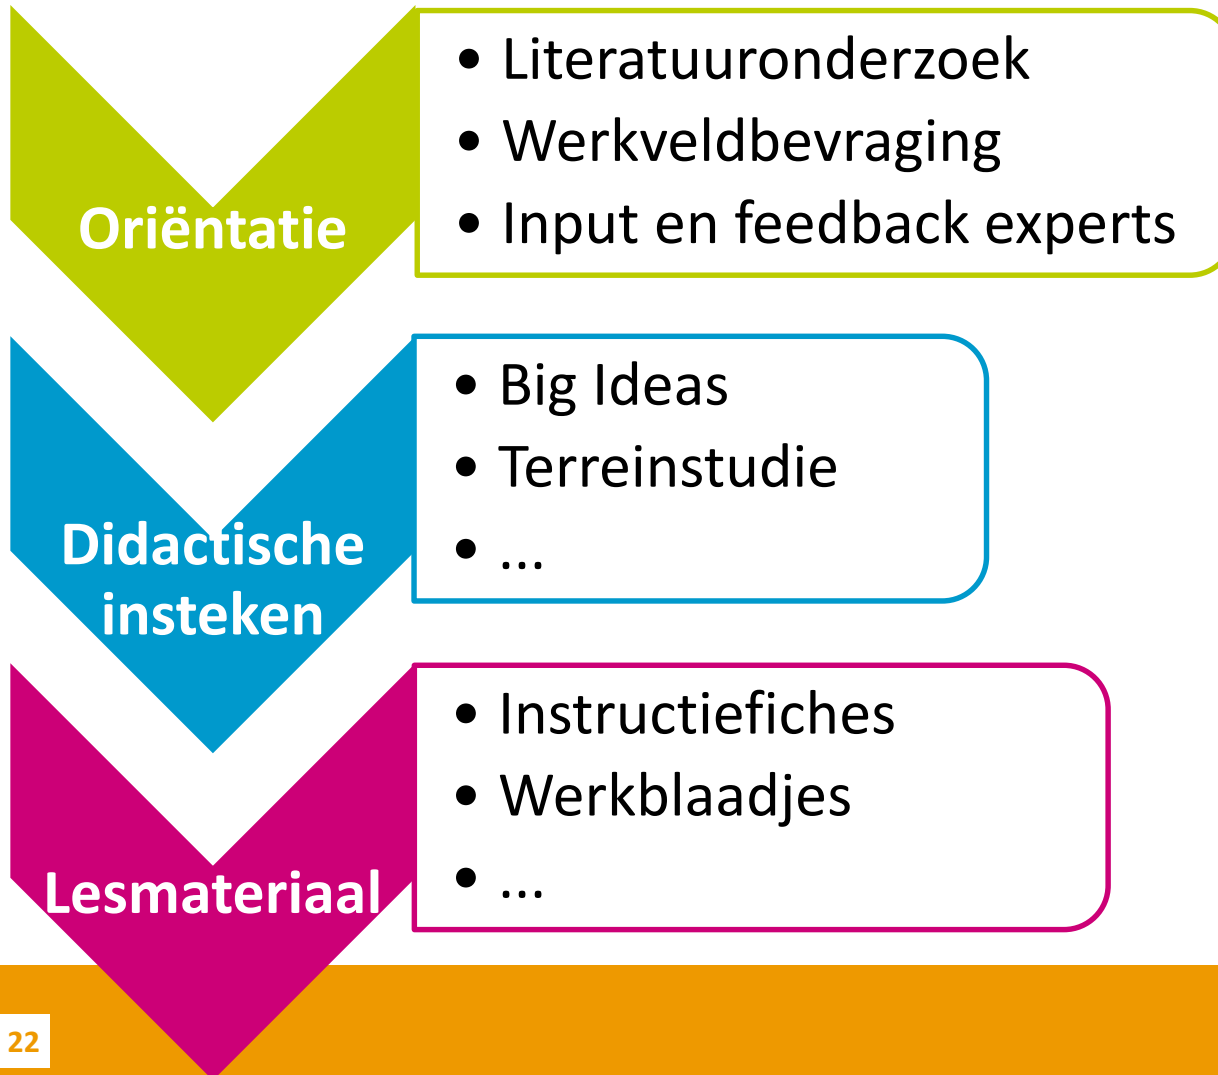 Oriëntatie
• Literatuuronderzoek
• Werkveldbevraging
• Input en feedback experts
Didactische
insteken
• Big Ideas
• Terreinstudie
• ...
Lesmateriaal
• Instructiefiches
• Werkblaadjes
• ...
22